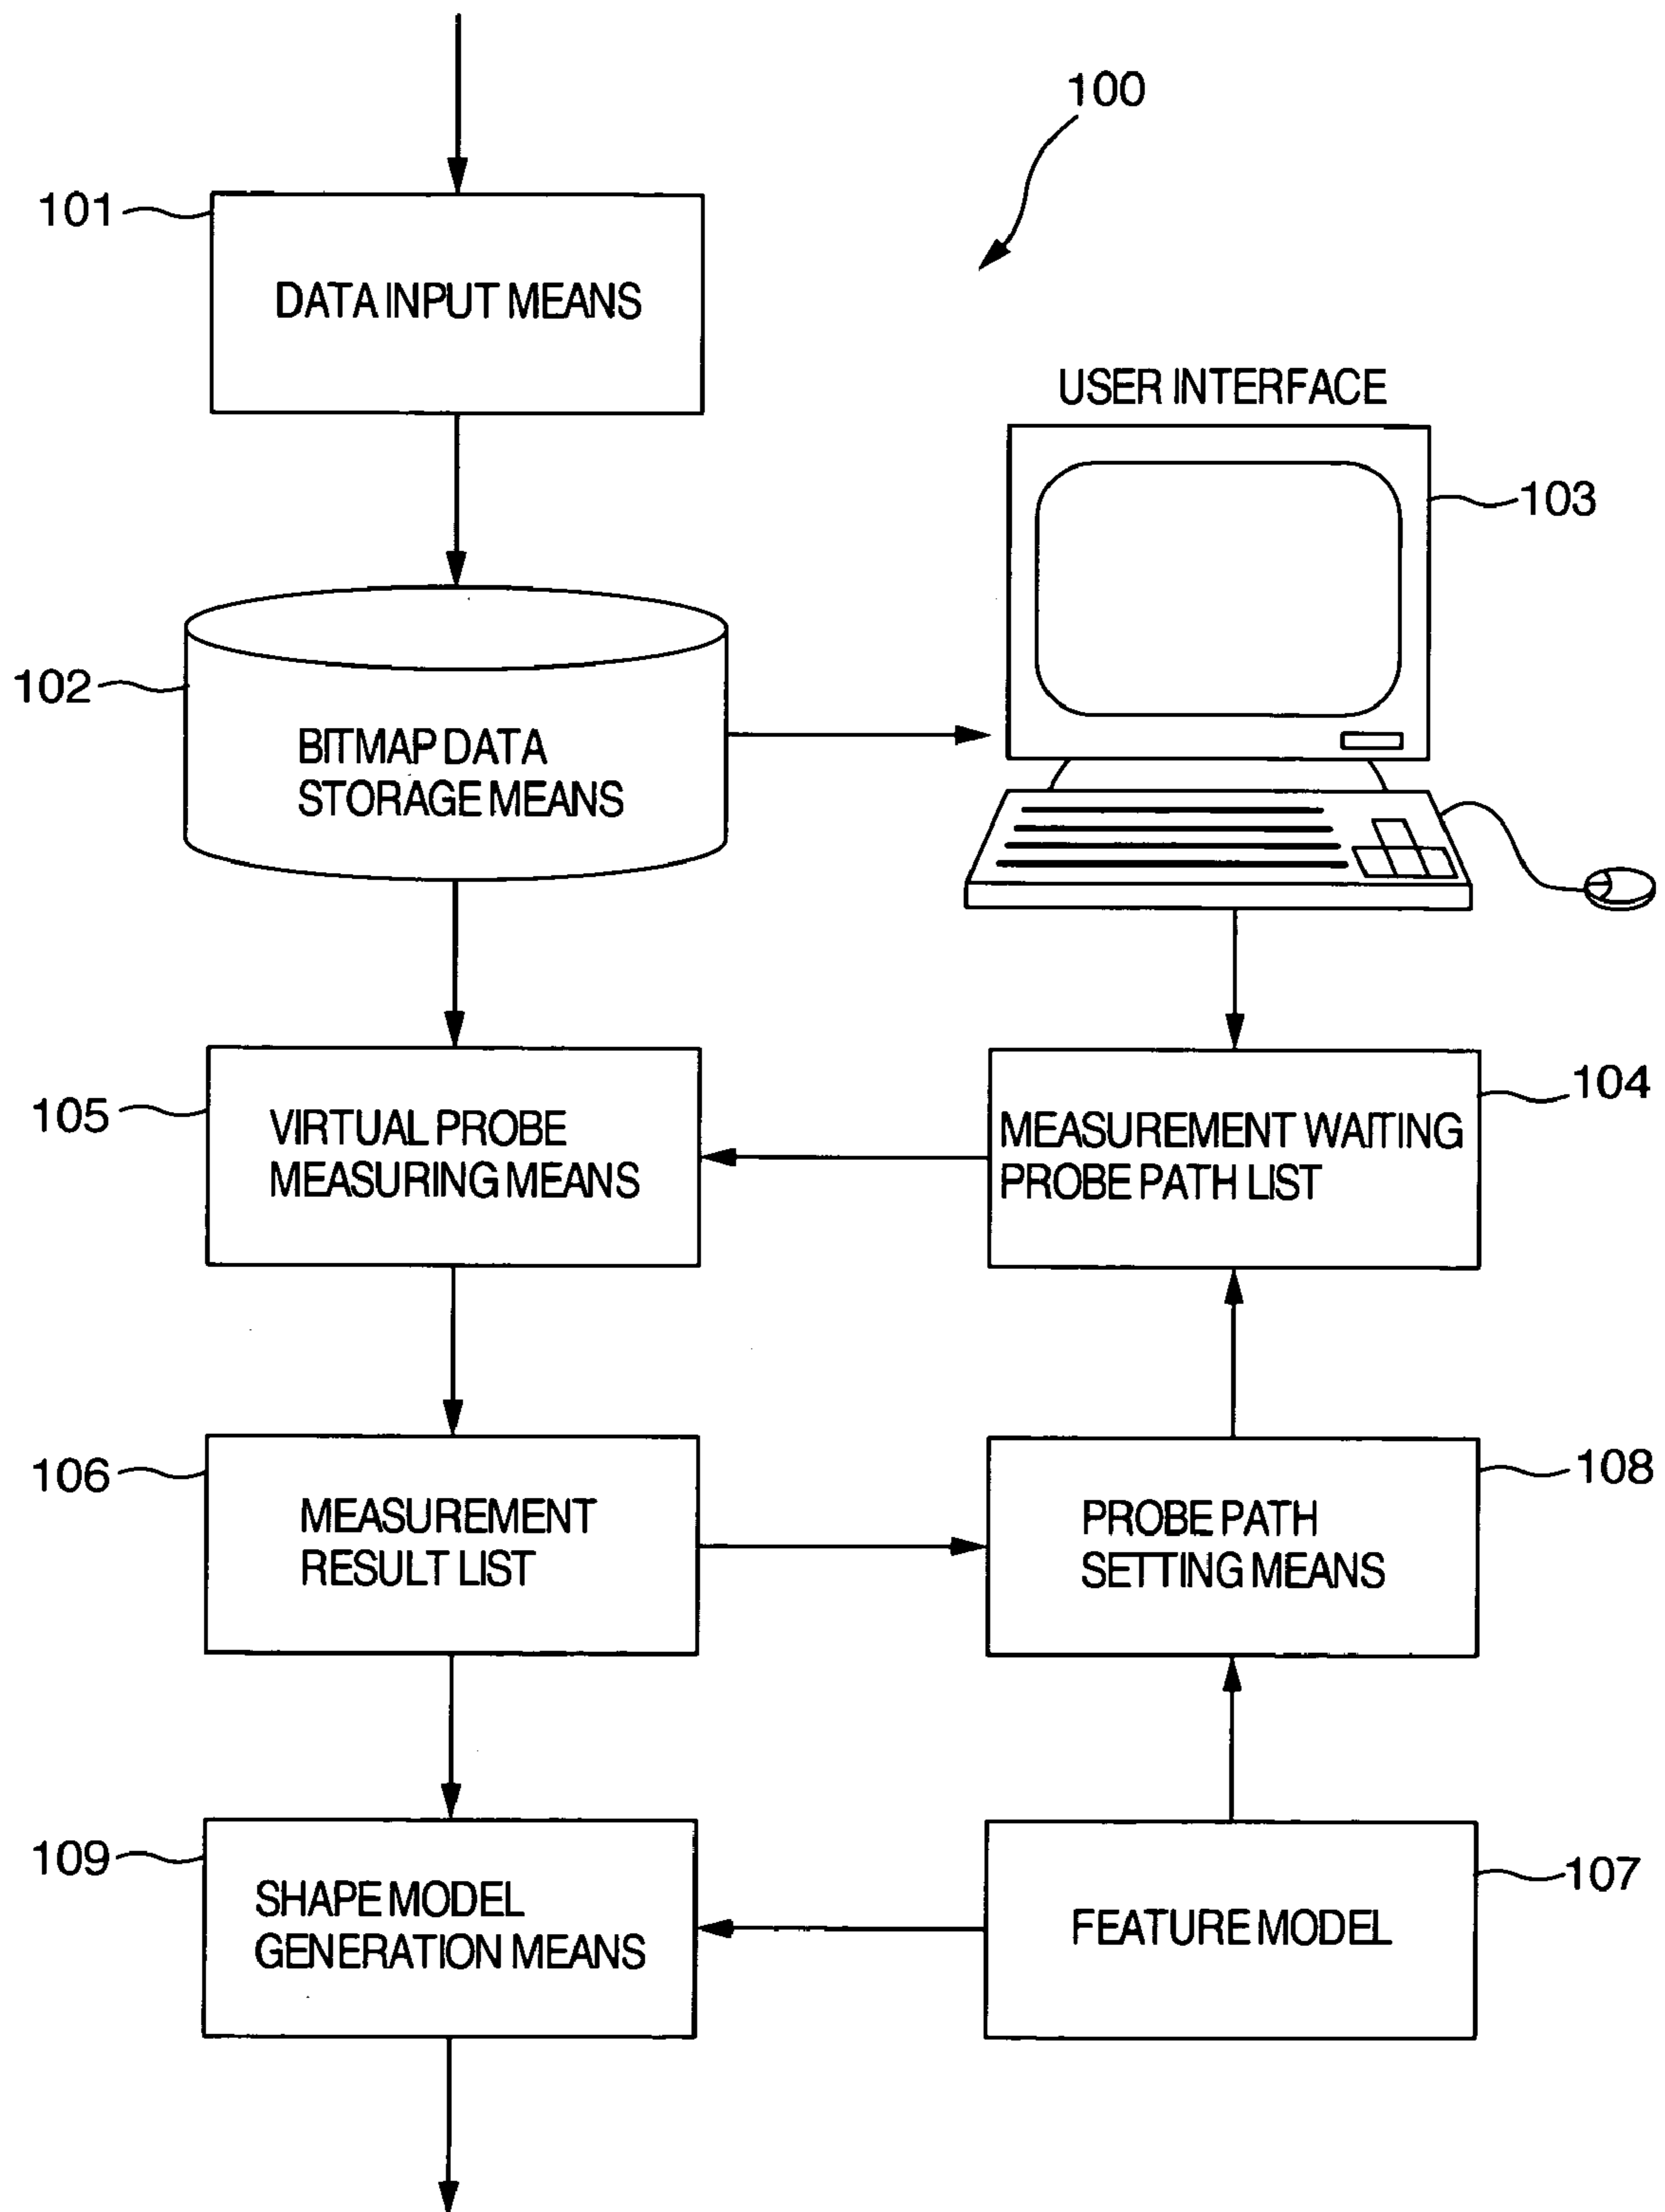 100
101
DATA INPUT MEANS
USER INTERFACE
103
102
BITMAP DATA
STORAGE MEANS
105
VIRTUAL PROBE
MEASURING MEANS
104
MEASUREMENT WAITING
PROBE PATH LIST
106
MEASUREMENT
RESULT LIST
108
PROBE PATH
SETTING MEANS
109
SHAPE MODEL
GENERATION MEANS
107
FEATURE MODEL